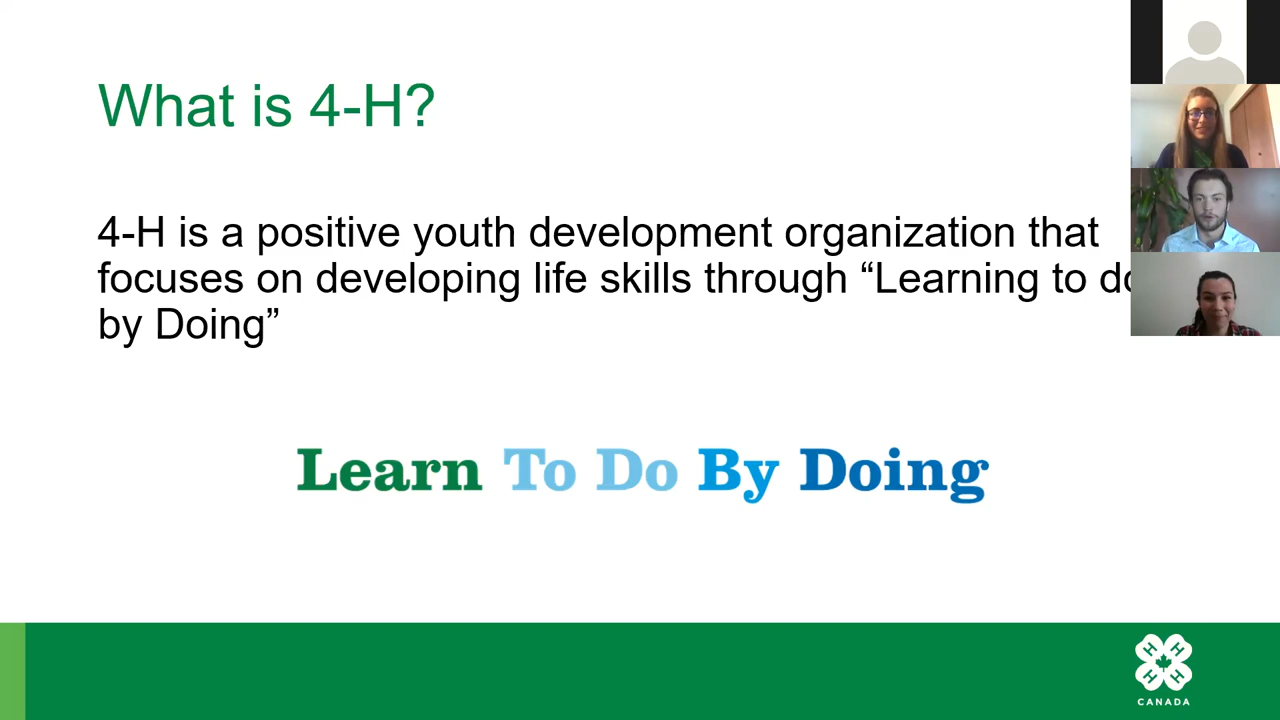 What is 4-H?
4-H is a positive youth development organization that
focuses on developing life skills through “Learning to do
by Doing”
Learn To Do By Doing
H H
H H
CANADA